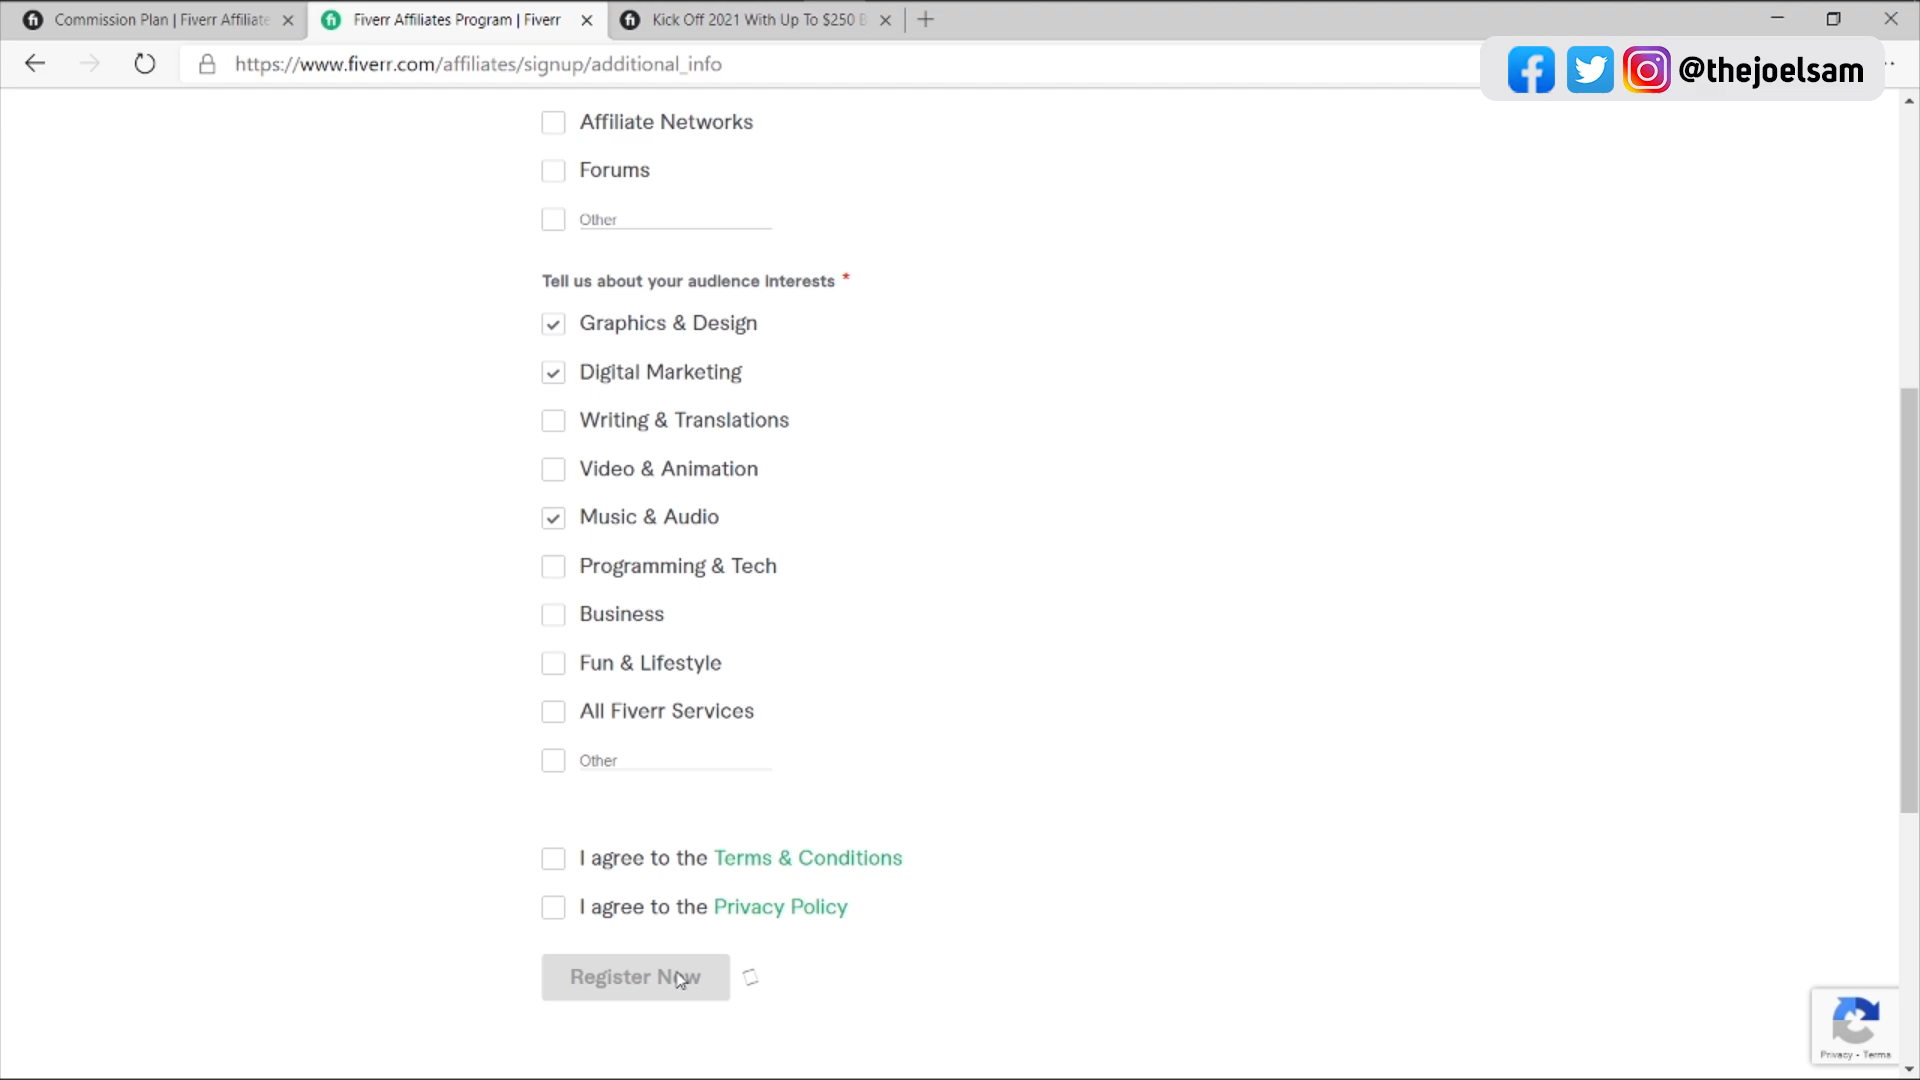 Commission Plan | Fiverr Affiliate
Fiverr Affiliates Program | Fiverr
Kick Off 2021 With Up To $250 B
https://www.fiverr.com/affiliates/signup/additional_info
@thejoelsam
Affiliate Networks
Forums
Other
Tell us about your audience interests *
Graphics & Design
Digital Marketing
Writing & Translations
Video & Animation
Music & Audio
Programming & Tech
Business
Fun & Lifestyle
All Fiverr Services
Other
I agree to the Terms & Conditions
I agree to the Privacy Policy
Register Now
Privacy - Terms